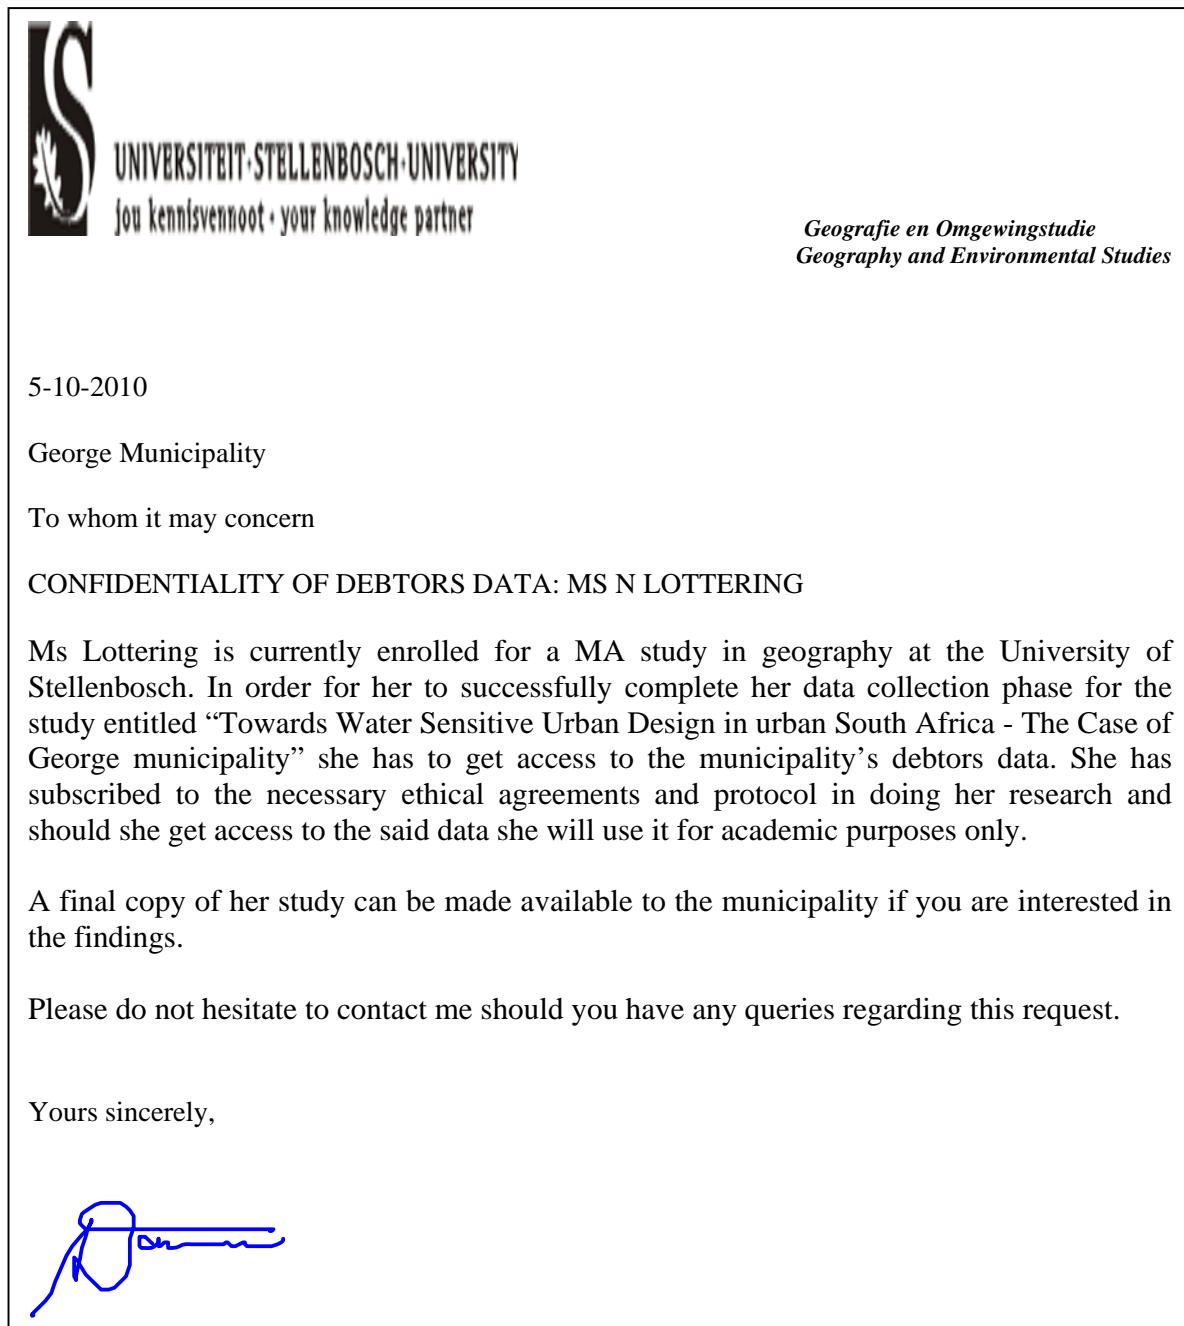 UNIVERSITEIT·STELLENBOSCH·UNIVERSITY
jou kennisvennoot · your knowledge partner
Geografie en Omgewingstudie
Geography and Environmental Studies
5-10-2010
George Municipality
To whom it may concern
CONFIDENTIALITY OF DEBTORS DATA: MS N LOTTERING
Ms Lottering is currently enrolled for a MA study in geography at the University of
Stellenbosch. In order for her to successfully complete her data collection phase for the
study entitled “Towards Water Sensitive Urban Design in urban South Africa - The Case of
George municipality” she has to get access to the municipality’s debtors data. She has
subscribed to the necessary ethical agreements and protocol in doing her research and
should she get access to the said data she will use it for academic purposes only.
A final copy of her study can be made available to the municipality if you are interested in
the findings.
Please do not hesitate to contact me should you have any queries regarding this request.
Yours sincerely,